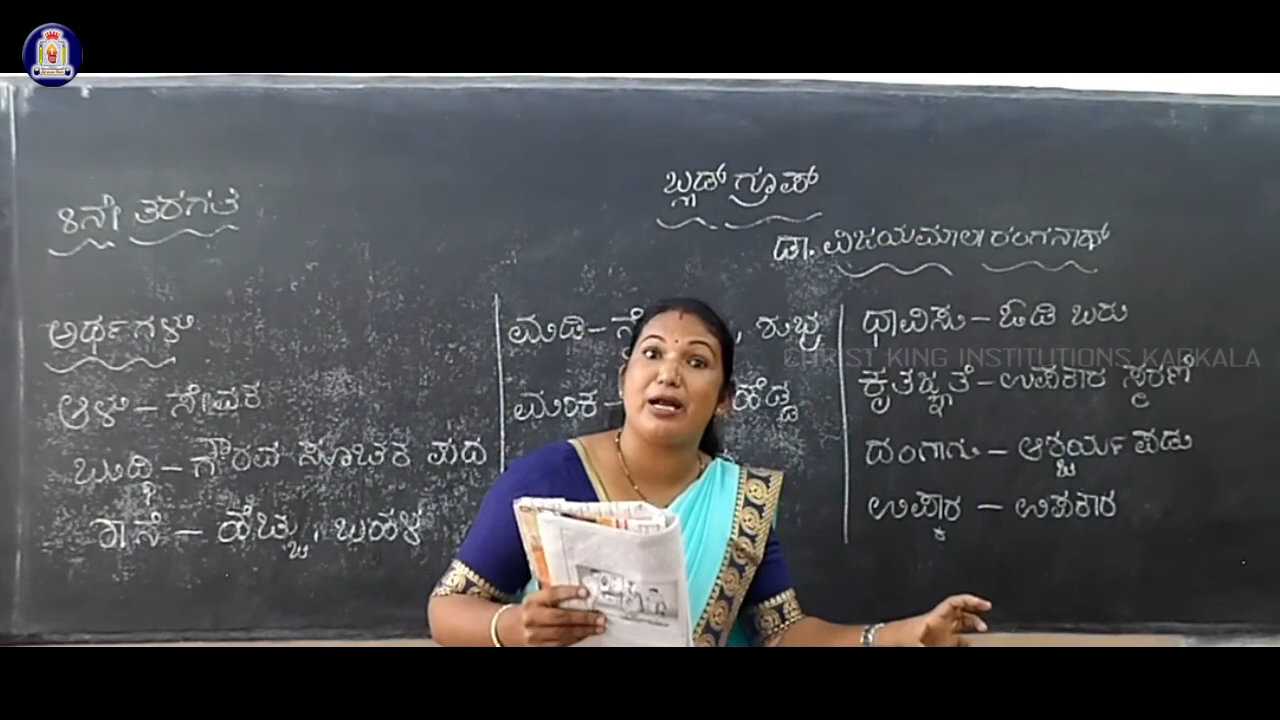 ೮ನೇ ತರಗತಿ
ಬ್ಲಡ್ ಗ್ರೂಪ್
ಡಾ. ವಿಜಯಮಾಲಾ ರಂಗನಾಥ್
ಅರ್ಥಗಳು
ಆಳು – ಸೇವಕ
ಬುದ್ಧಿ – ಗೌರವ ಸೂಚಕ ಪದ
ರಾಸೆ – ಹೆಚ್ಚು, ಬಹಳ
ಮಡಿ – , ಶುಭ್ರ
ಮಂಕ – ಹೆಡ್ಡ
ಧಾವಿಸು – ಓಡಿ ಬರು
ಕೃತಜ್ಞತೆ – ಉಪಕಾರ ಸ್ಮರಣೆ
ದಂಗಾಗು – ಆಶ್ಚರ್ಯ ಪಡು
ಉಪ್ಕಾರ – ಉಪಕಾರ
CHRIST KING INSTITUTIONS KARKALA